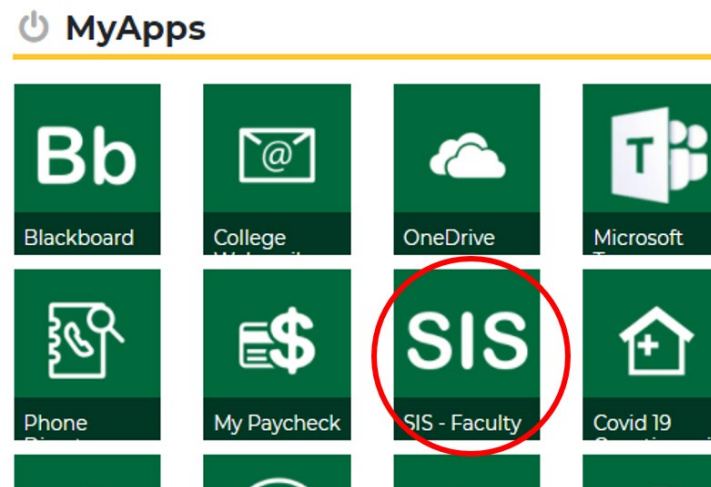 MyApps
Bb
@
T
Blackboard
College
OneDrive
Microsoft
$
SIS
Phone
My Paycheck
SIS - Faculty
Covid 19